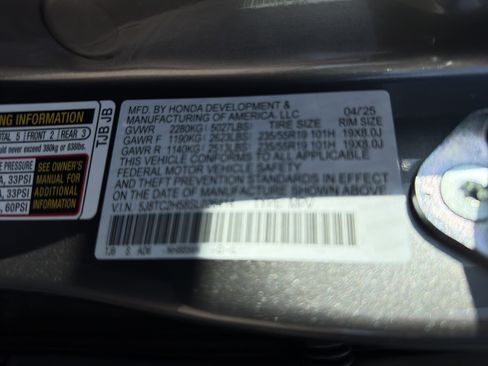 NG INFORMATION
TAL 5 FRONT 2 REAR 3
ould never exceed 380kg or 838lbs.
E PRESSURE
A, 33PSI
A, 33PSI
A, 60PSI
SEE OWNER'S
MANUAL FOR
ADDITIONAL
INFORMATION
TJB JB
MFD. BY HONDA DEVELOPMENT & 04/25
MANUFACTURING OF AMERICA, LLC
GVWR 2280KG 5027LBS TIRE SIZE RIM SIZE
GAWR F 1190KG 2623LBS 235/55R19 101H 19X8.0J
GAWR R 1140KG 2513LBS 235/55R19 101H 19X8.0J
THIS VEHICLE CONFORMS TO ALL APPLICABLE
FEDERAL MOTOR VEHICLE SAFETY
AND THEFT PREVENTION STANDARDS IN EFFECT
ON THE DATE OF MANUFACTURE SHOWN ABOVE.
V.I.N. TYPE: MPV
TJB S AD6